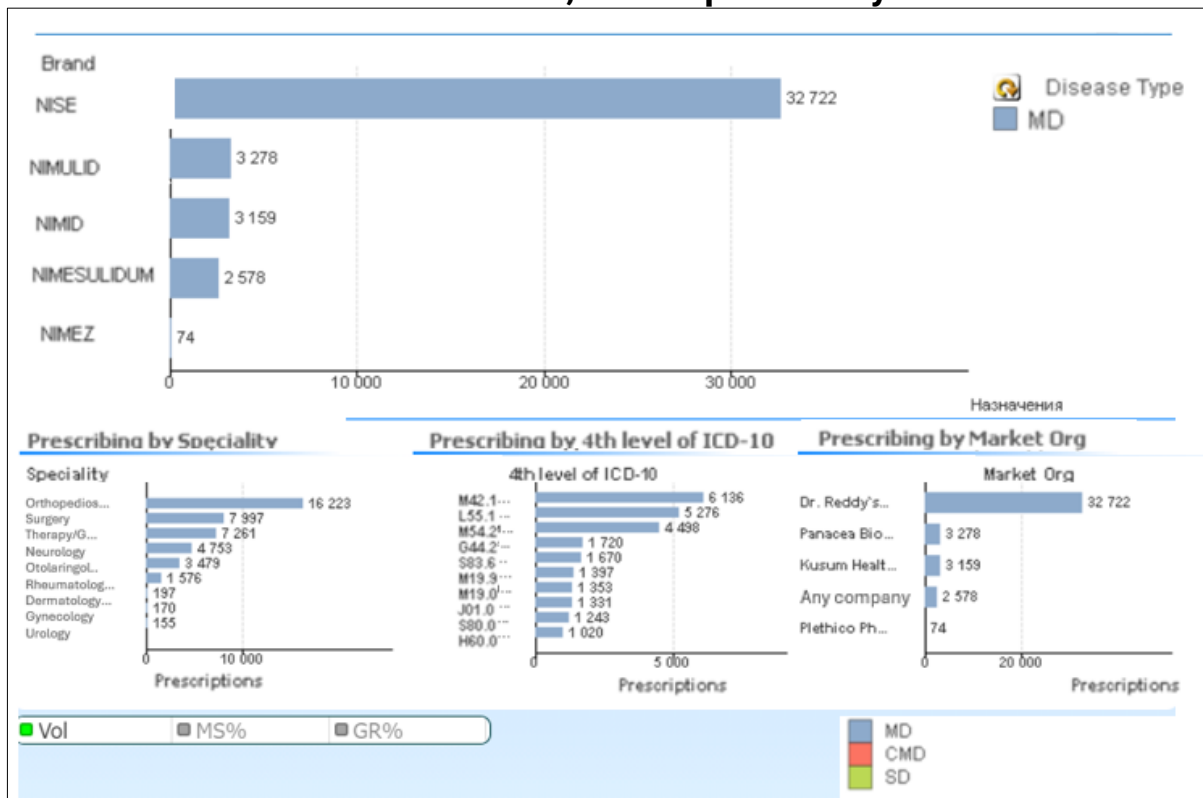 Brand
Disease Type
MD
NISE
32 722
NIMULID
3 278
NIMID
3 159
NIMESULIDUM
2 578
NIMEZ
74
0
10 000
20 000
30 000
Назначения
Prescribing by Speciality
Speciality
Orthopedios...
16 223
Surgery
7 997
Therapy/G...
7 261
Neurology
4 753
Otolaringol..
3 479
Rheumatolog...
1 576
Dermatology...
197
Gynecology
170
Urology
155
0
10 000
Prescriptions
Prescribing by 4th level of ICD-10
4th level of ICD-10
M42.1...
6 136
L55.1...
5 276
M54.2...
4 498
G44.2...
1 720
S83.6...
1 670
M19.9...
1 397
M19.0...
1 353
J01.0...
1 331
S80.0...
1 243
H60.0...
1 020
0
5 000
Prescriptions
Prescribing by Market Org
Market Org
Dr. Reddy's...
32 722
Panacea Bio...
3 278
Kusum Healt...
3 159
Any company
2 578
Plethico Ph...
74
0
20 000
Prescriptions
Vol
MS%
GR%
MD
CMD
SD